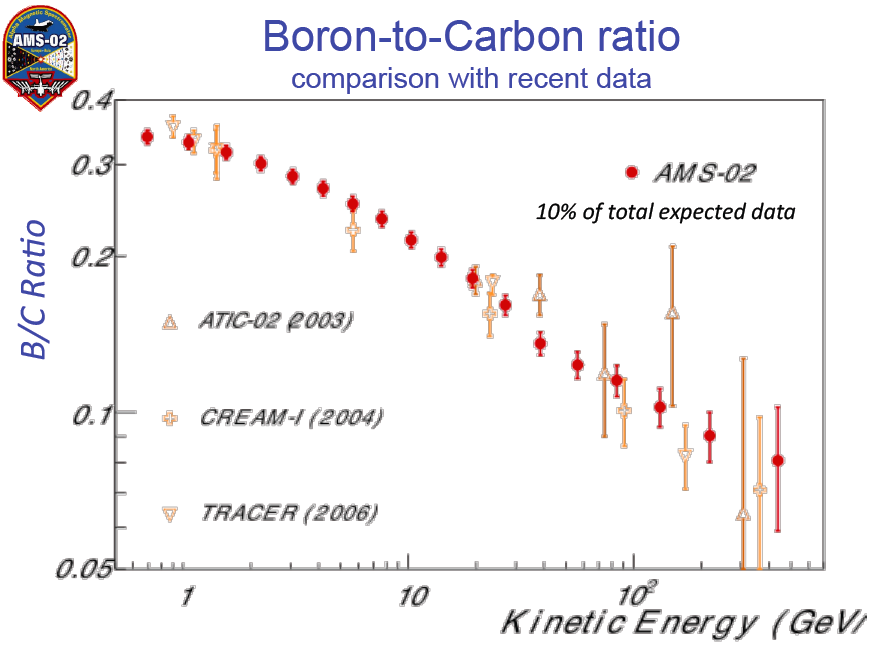 Boron-to-Carbon ratio
AMS-02
comparison with recent data
0.4
0.3
AMS-02
10% of total expected data
0.2
B/C Ratio
ATIC-02 (2003)
0.1
CREAM-I (2004)
TRACER (2006)
0.05
1
10
10²
Kinetic Energy (GeV/